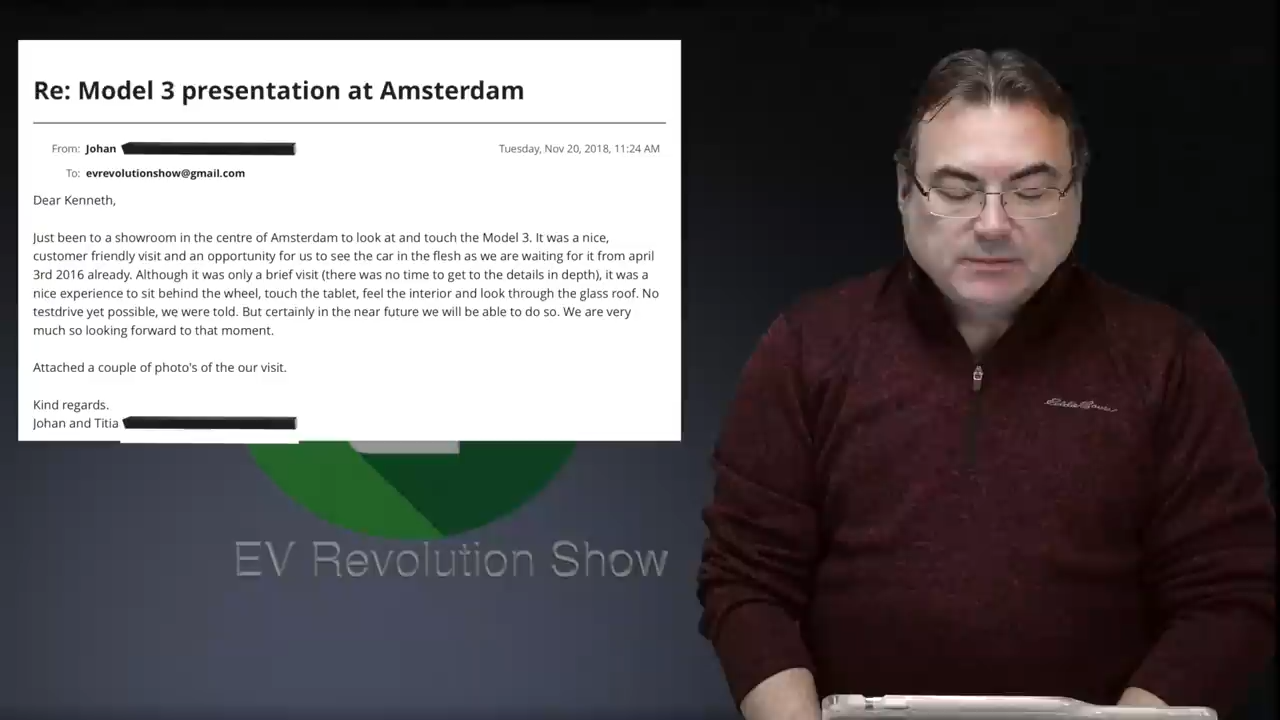 Re: Model 3 presentation at Amsterdam
From: Johan
Tuesday, Nov 20, 2018, 11:24 AM
To: evrevolutionshow@gmail.com
Dear Kenneth,
Just been to a showroom in the centre of Amsterdam to look at and touch the Model 3. It was a nice,
customer friendly visit and an opportunity for us to see the car in the flesh as we are waiting for it from april
3rd 2016 already. Although it was only a brief visit (there was no time to get to the details in depth), it was a
nice experience to sit behind the wheel, touch the tablet, feel the interior and look through the glass roof. No
testdrive yet possible, we were told. But certainly in the near future we will be able to do so. We are very
much so looking forward to that moment.
Attached a couple of photo's of the our visit.
Kind regards.
Johan and Titia
EV Revolution Show
Eddie Bauer